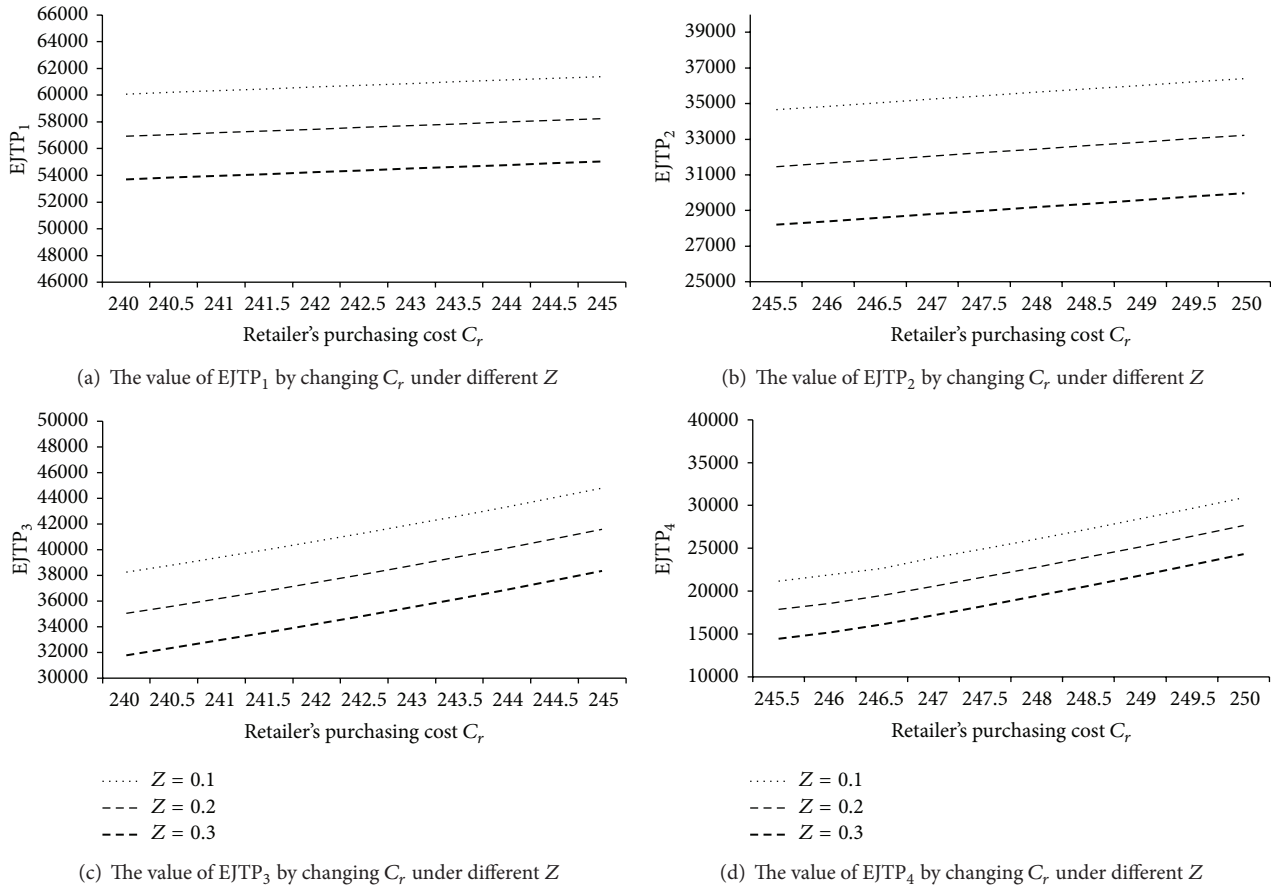 66000
64000
62000
60000
58000
56000
54000
52000
50000
48000
46000
EJTP1
240 240.5 241 241.5 242 242.5 243 243.5 244 244.5 245
Retailer's purchasing cost Cr
(a) The value of EJTP1 by changing Cr under different Z
39000
37000
35000
33000
31000
29000
27000
25000
EJTP2
245.5 246 246.5 247 247.5 248 248.5 249 249.5 250
Retailer's purchasing cost Cr
(b) The value of EJTP2 by changing Cr under different Z
50000
48000
46000
44000
42000
40000
38000
36000
34000
32000
30000
EJTP3
240 240.5 241 241.5 242 242.5 243 243.5 244 244.5 245
Retailer's purchasing cost Cr
Z = 0.1
Z = 0.2
Z = 0.3
(c) The value of EJTP3 by changing Cr under different Z
40000
35000
30000
25000
20000
15000
10000
EJTP4
245.5 246 246.5 247 247.5 248 248.5 249 249.5 250
Retailer's purchasing cost Cr
Z = 0.1
Z = 0.2
Z = 0.3
(d) The value of EJTP4 by changing Cr under different Z